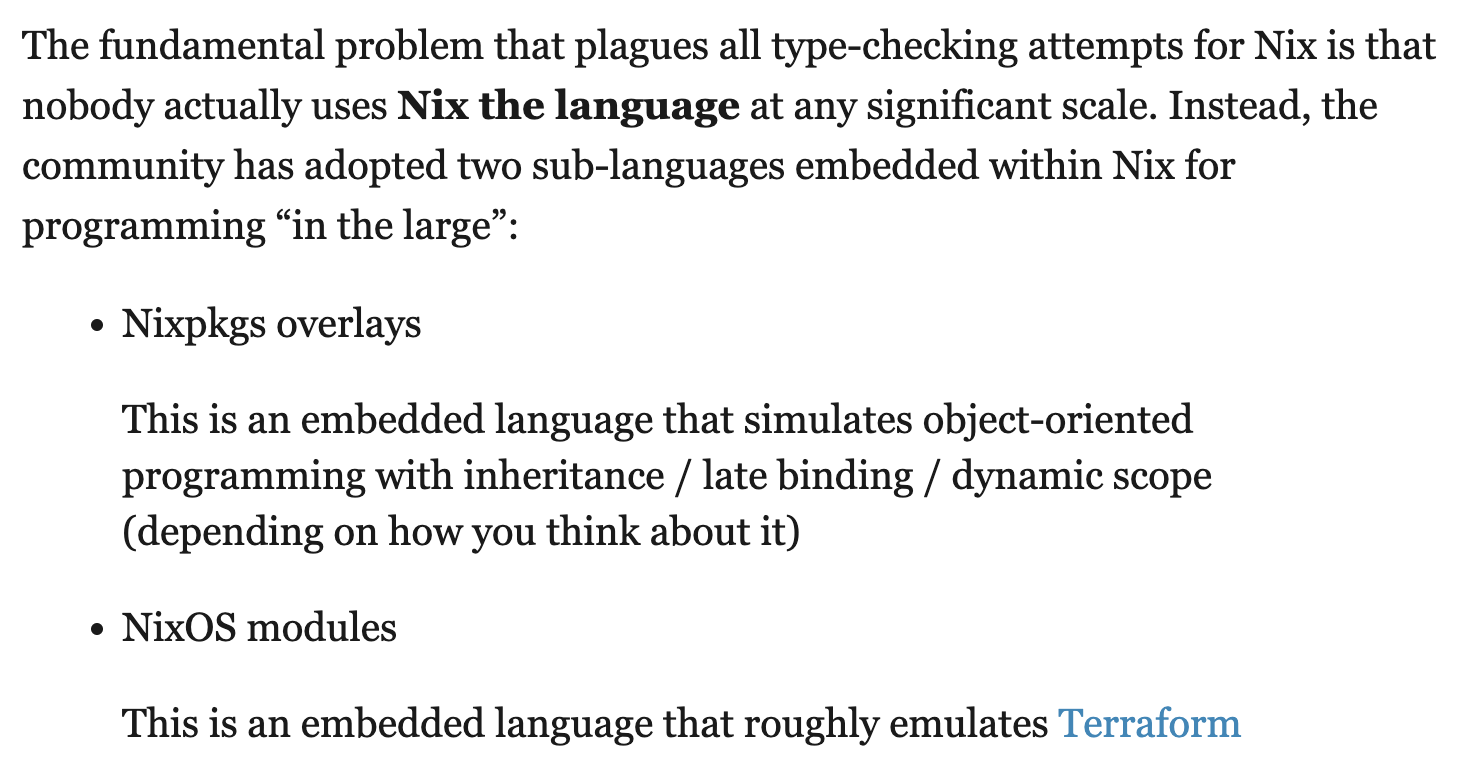 The fundamental problem that plagues all type-checking attempts for Nix is that
nobody actually uses Nix the language at any significant scale. Instead, the
community has adopted two sub-languages embedded within Nix for
programming “in the large”:
• Nixpkgs overlays
This is an embedded language that simulates object-oriented
programming with inheritance / late binding / dynamic scope
(depending on how you think about it)
• NixOS modules
This is an embedded language that roughly emulates Terraform